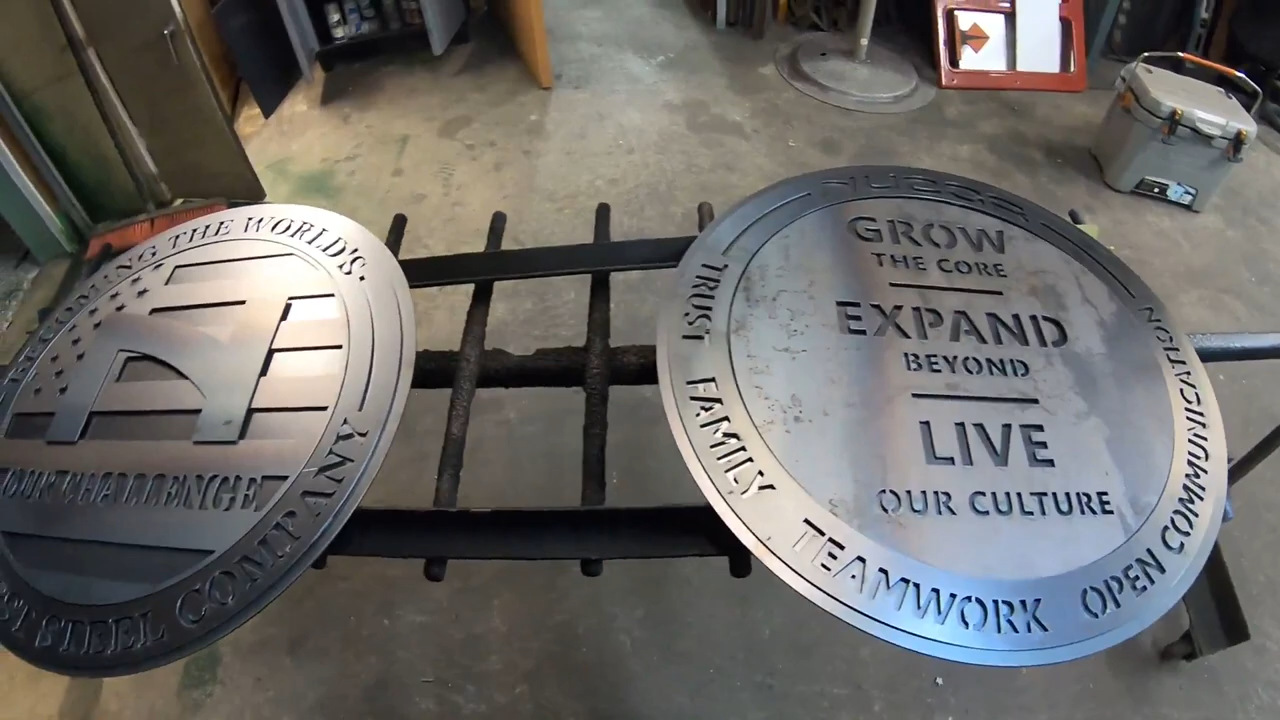 BECOMING THE WORLD'S
OUR CHALLENGE
STEEL COMPANY
GROW
THE CORE
EXPAND
BEYOND
LIVE
OUR CULTURE
TRUST
FAMILY
TEAMWORK
OPEN COMMUNICATION